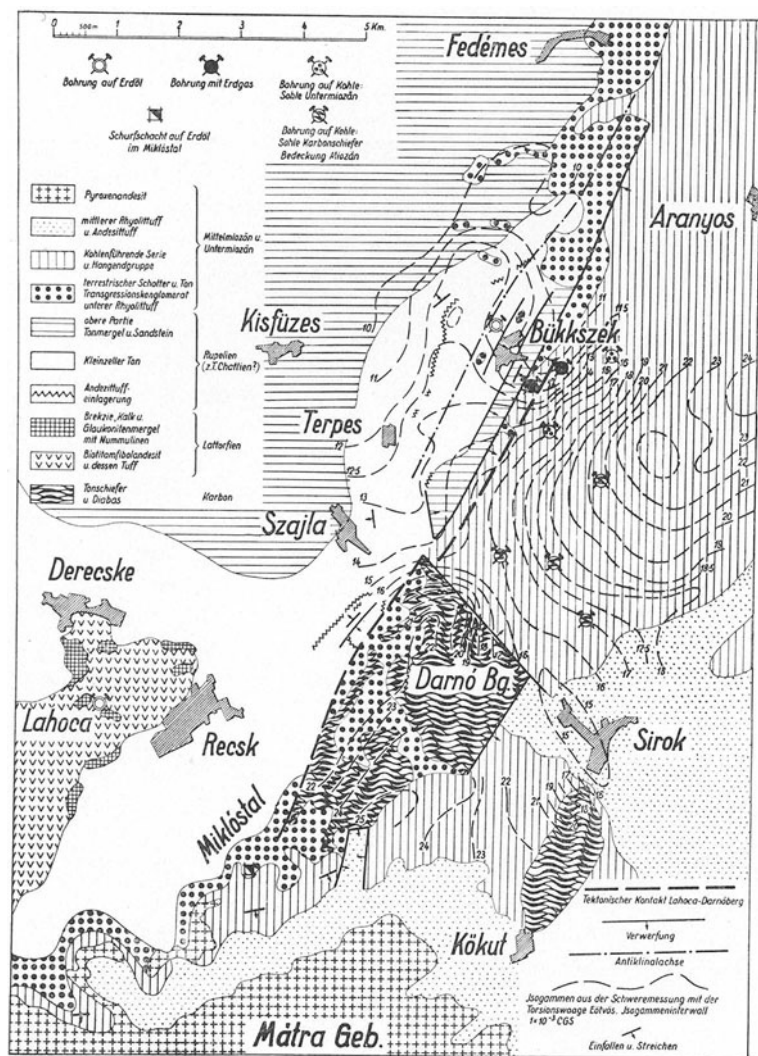 0 500m 1 2 3 4 5 Km.
Bohrung auf Erdöl
Bohrung mit Erdgas
Bohrung auf Kohle:
Sohle Untermiozän
Schurfschacht auf Erdöl
im Miklóstal
Bohrung auf Kohle:
Sohle Karbonschiefer
Bedeckung Miozän
Pyroxenandesit
mittlerer Rhyolittuff
u. Andesittuff
Kohlenführende Serie
u. Hangendgruppe
terrestrischer Schotter u. Ton
Transgressionskonglomerat
unterer Rhyolittuff
Mittelmiozän u.
Untermiozän
obere Partie
Tonmergel u. Sandstein
Kleinzeller Ton
Andezittuff-
einlagerung
Rupelien
(z.T. Chattien?)
Brekzie, Kalk u.
Glaukonitenmergel
mit Nummulinen
Biotitamfibolandesit
u. dessen Tuff
Lattorfien
Tonschiefer
u. Diabas
Karbon
Fedémes
Aranyos
Kisfüzes
Bükkszék
Terpes
Szajla
Derecske
Darnó Bg.
Lahoca
Recsk
Sirok
Miklóstal
Kökut
Mátra Geb.
Tektonischer Kontakt Lahoca-Darnóberg
Verwerfung
Antiklinalachse
Jsogammen aus der Schweremessung mit der
Torsionswaage Eötvös. Jsogammeninterwall
1×10⁻³ CGS
Einfallen u. Streichen